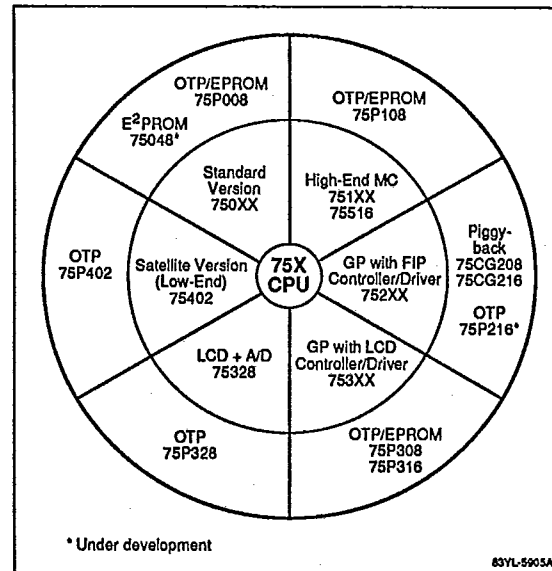 OTP/EPROM
75P008
E²PROM
75048*
OTP/EPROM
75P108
Standard
Version
750XX
High-End MC
751XX
75516
OTP
75P402
Satellite Version
(Low-End)
75402
75X
CPU
GP with FIP
Controller/Driver
752XX
Piggy-
back
75CG208
75CG216
OTP
75P216*
LCD + A/D
75328
GP with LCD
Controller/Driver
753XX
OTP
75P328
OTP/EPROM
75P308
75P316
* Under development
83YL-5905A